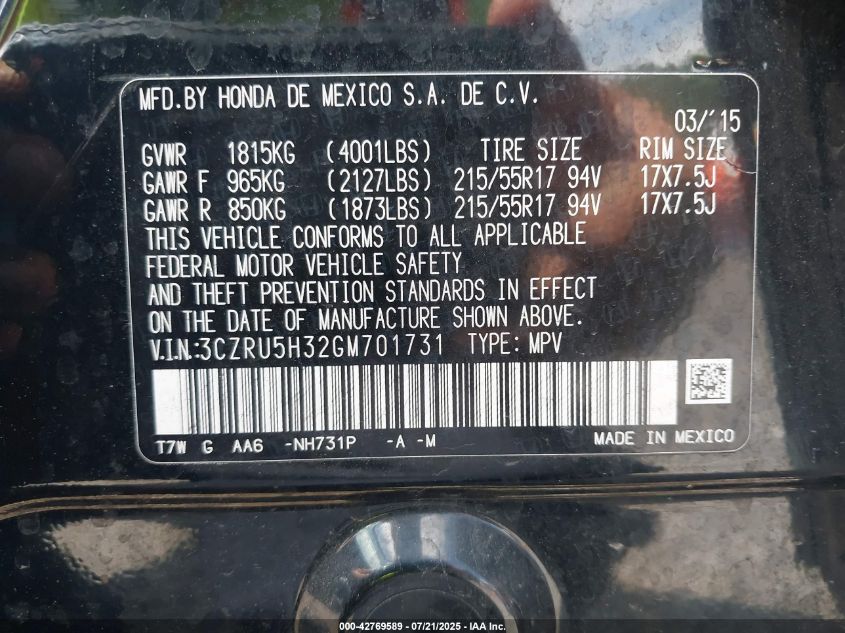 MFD.BY HONDA DE MEXICO S.A. DE C.V.
03/'15
GVWR 1815KG (4001LBS) TIRE SIZE RIM SIZE
GAWR F 965KG (2127LBS) 215/55R17 94V 17X7.5J
GAWR R 850KG (1873LBS) 215/55R17 94V 17X7.5J
THIS VEHICLE CONFORMS TO ALL APPLICABLE
FEDERAL MOTOR VEHICLE SAFETY
AND THEFT PREVENTION STANDARDS IN EFFECT
ON THE DATE OF MANUFACTURE SHOWN ABOVE.
V.I.N.:3CZRU5H32GM701731 TYPE: MPV
T7W G AA6 -NH731P -A -M MADE IN MEXICO
000-42769589 - 07/21/2025 - IAA Inc.